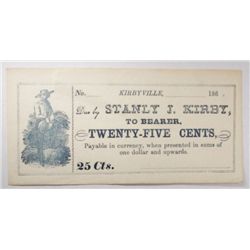 No. KIRBYVILLE, 186 .
Due by STANLY J. KIRBY,
TO BEARER,
TWENTY-FIVE CENTS,
Payable in currency, when presented in sums of
one dollar and upwards.
25 Cts.